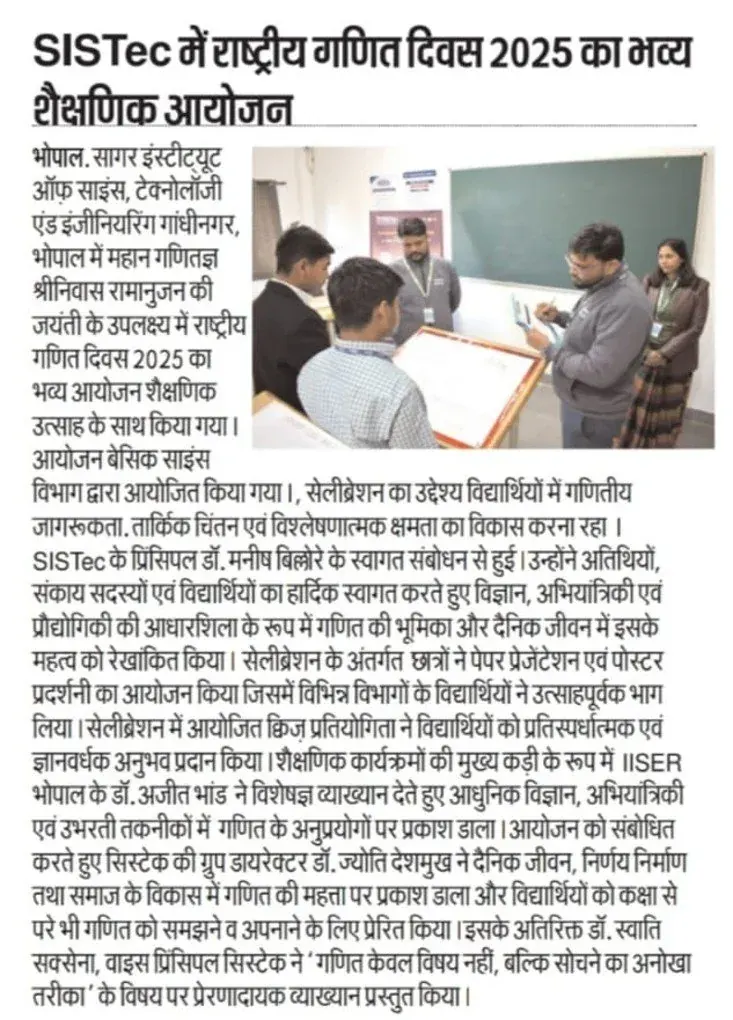 SISTec में राष्ट्रीय गणित दिवस 2025 का भव्य
शैक्षणिक आयोजन
भोपाल. सागर इंस्टीट्यूट
ऑफ़ साइंस, टेक्नोलॉजी
एंड इंजीनियरिंग गांधीनगर,
भोपाल में महान गणितज्ञ
श्रीनिवास रामानुजन की
जयंती के उपलक्ष्य में राष्ट्रीय
गणित दिवस 2025 का
भव्य आयोजन शैक्षणिक
उत्साह के साथ किया गया।
आयोजन बेसिक साइंस
विभाग द्वारा आयोजित किया गया।, सेलीब्रेशन का उद्देश्य विद्यार्थियों में गणितीय
जागरूकता. तार्किक चिंतन एवं विश्लेषणात्मक क्षमता का विकास करना रहा ।
SISTec के प्रिंसिपल डॉ. मनीष बिल्लोरे के स्वागत संबोधन से हुई। उन्होंने अतिथियों,
संकाय सदस्यों एवं विद्यार्थियों का हार्दिक स्वागत करते हुए विज्ञान, अभियांत्रिकी एवं
प्रौद्योगिकी की आधारशिला के रूप में गणित की भूमिका और दैनिक जीवन में इसके
महत्व को रेखांकित किया। सेलीब्रेशन के अंतर्गत छात्रों ने पेपर प्रेजेंटेशन एवं पोस्टर
प्रदर्शनी का आयोजन किया जिसमें विभिन्न विभागों के विद्यार्थियों ने उत्साहपूर्वक भाग
लिया। सेलीब्रेशन में आयोजित क्विज़ प्रतियोगिता ने विद्यार्थियों को प्रतिस्पर्धात्मक एवं
ज्ञानवर्धक अनुभव प्रदान किया। शैक्षणिक कार्यक्रमों की मुख्य कड़ी के रूप में IISER
भोपाल के डॉ. अजीत भांड ने विशेषज्ञ व्याख्यान देते हुए आधुनिक विज्ञान, अभियांत्रिकी
एवं उभरती तकनीकों में गणित के अनुप्रयोगों पर प्रकाश डाला। आयोजन को संबोधित
करते हुए सिस्टेक की ग्रुप डायरेक्टर डॉ. ज्योति देशमुख ने दैनिक जीवन, निर्णय निर्माण
तथा समाज के विकास में गणित की महत्ता पर प्रकाश डाला और विद्यार्थियों को कक्षा से
परे भी गणित को समझने व अपनाने के लिए प्रेरित किया। इसके अतिरिक्त डॉ. स्वाति
सक्सेना, वाइस प्रिंसिपल सिस्टेक ने ‘गणित केवल विषय नहीं, बल्कि सोचने का अनोखा
तरीका’ के विषय पर प्रेरणादायक व्याख्यान प्रस्तुत किया।